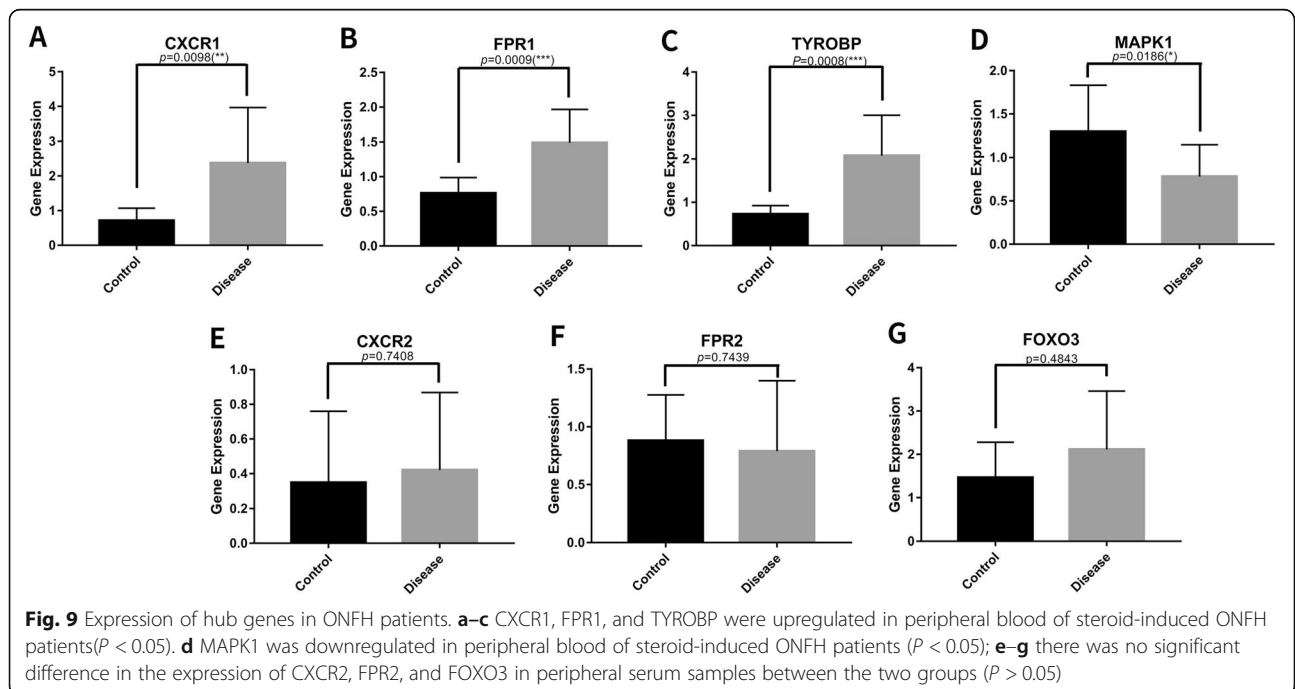 A
CXCR1
p=0.0098(**)
Gene Expression
5
4
3
2
1
0
Control
Disease
B
FPR1
p=0.0009(***)
Gene Expression
2.5
2.0
1.5
1.0
0.5
0.0
Control
Disease
C
TYROBP
P=0.0008(***)
Gene Expression
4
3
2
1
0
Control
Disease
D
MAPK1
p=0.0186(*)
Gene Expression
2.0
1.5
1.0
0.5
0.0
Control
Disease
E
CXCR2
p=0.7408
Gene Expression
1.0
0.8
0.6
0.4
0.2
0.0
Control
Disease
F
FPR2
p=0.7439
Gene Expression
1.5
1.0
0.5
0.0
Control
Disease
G
FOXO3
p=0.4843
Gene Expression
4
3
2
1
0
Control
Disease
Fig. 9 Expression of hub genes in ONFH patients. a–c CXCR1, FPR1, and TYROBP were upregulated in peripheral blood of steroid-induced ONFH
patients(P < 0.05). d MAPK1 was downregulated in peripheral blood of steroid-induced ONFH patients (P < 0.05); e–g there was no significant
difference in the expression of CXCR2, FPR2, and FOXO3 in peripheral serum samples between the two groups (P > 0.05)